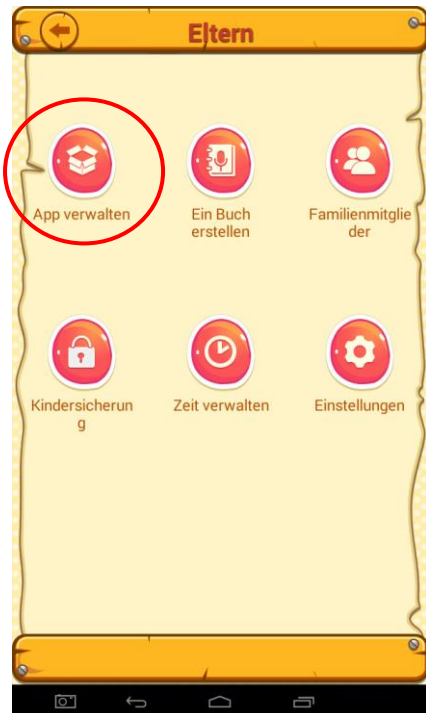 Eltern
App verwalten
Ein Buch
erstellen
Familienmitglie
der
Kindersicherun
g
Zeit verwalten
Einstellungen